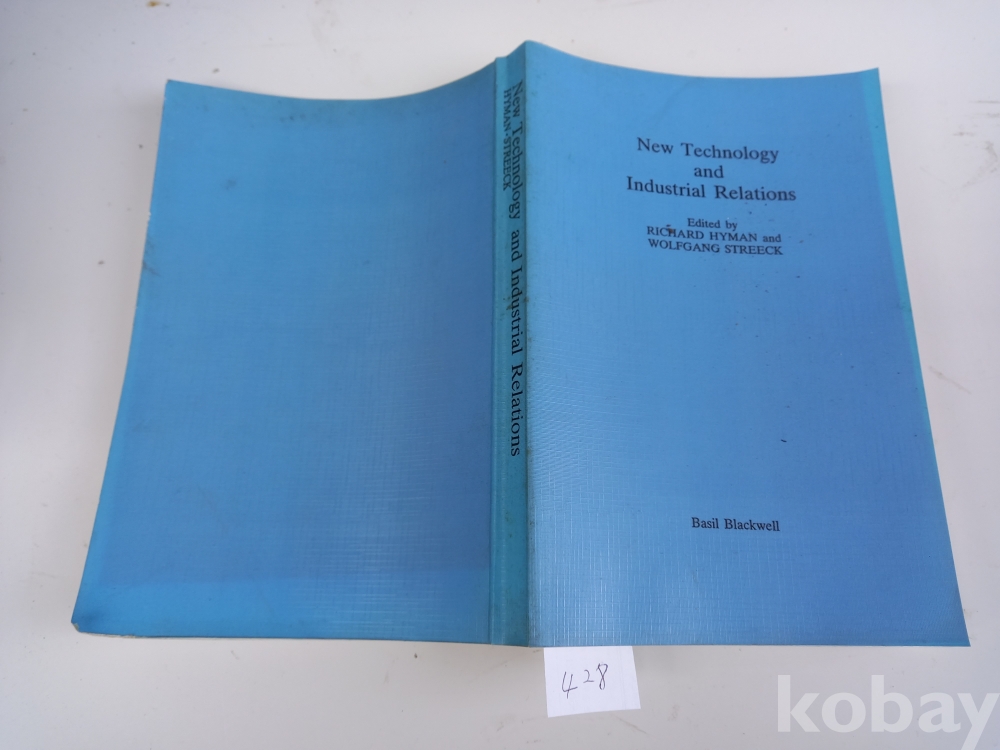 New Technology and Industrial Relations
HYMAN-STREECK
New Technology
and
Industrial Relations
Edited by
RICHARD HYMAN and
WOLFGANG STREECK
Basil Blackwell
428
kobay